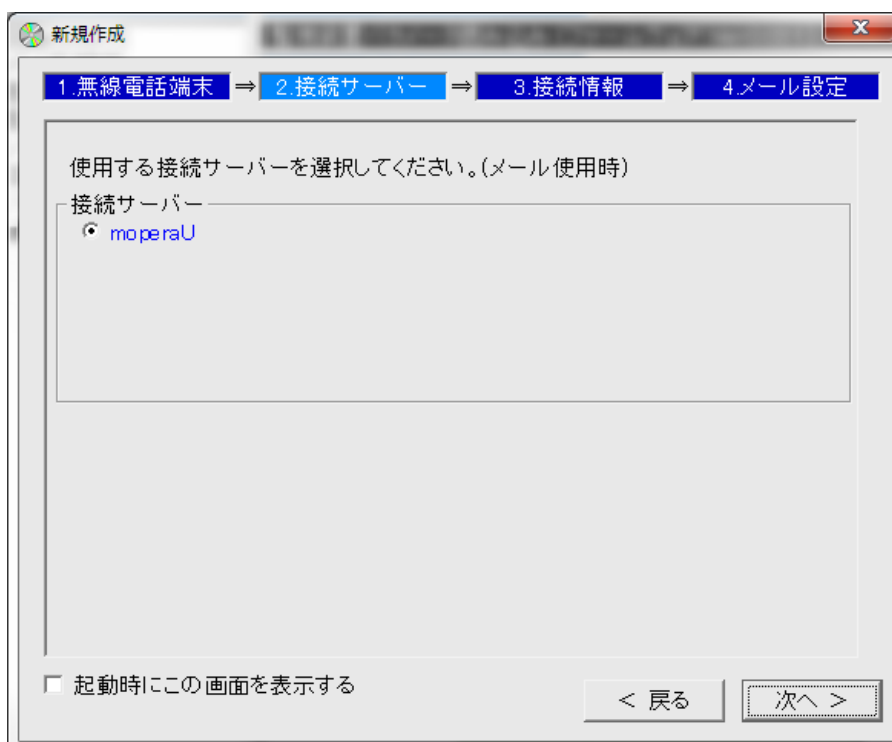 新規作成
1.無線電話端末 ⇒ 2.接続サーバー ⇒ 3.接続情報 ⇒ 4.メール設定
使用する接続サーバーを選択してください。(メール使用時)
接続サーバー
moperaU
起動時にこの画面を表示する
< 戻る 次へ >